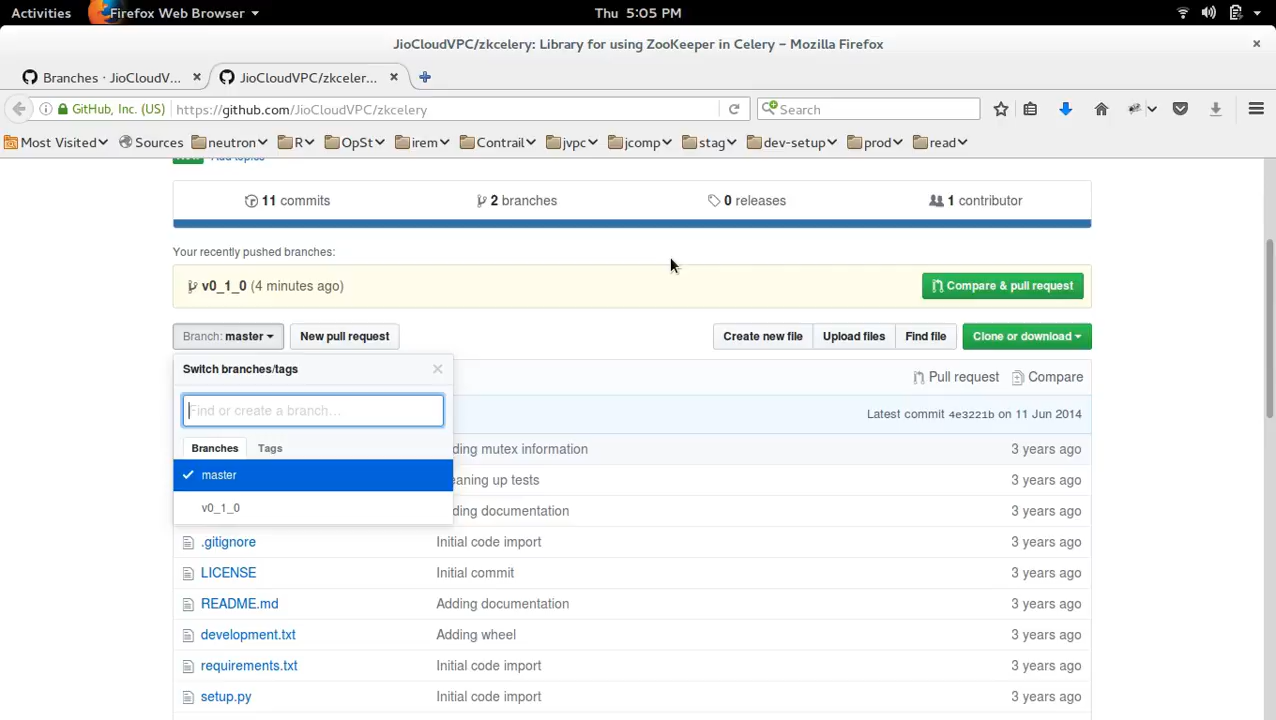 Activities Firefox Web Browser Thu 5:05 PM
JioCloudVPC/zkcelery: Library for using ZooKeeper in Celery – Mozilla Firefox
Branches · JioCloudV... JioCloudVPC/zkceler...
GitHub, Inc. (US) https://github.com/JioCloudVPC/zkcelery Search
Most Visited Sources neutron R OpSt irem Contrail jvpc jcomp stag dev-setup prod read
Add topics
11 commits 2 branches 0 releases 1 contributor
Your recently pushed branches:
v0_1_0 (4 minutes ago) Compare & pull request
Branch: master New pull request Create new file Upload files Find file Clone or download
Switch branches/tags
Pull request Compare
Find or create a branch...
Latest commit 4e3221b on 11 Jun 2014
Branches Tags
ding mutex information 3 years ago
master
eaning up tests 3 years ago
v0_1_0
ding documentation 3 years ago
.gitignore Initial code import 3 years ago
LICENSE Initial commit 3 years ago
README.md Adding documentation 3 years ago
development.txt Adding wheel 3 years ago
requirements.txt Initial code import 3 years ago
setup.py Initial code import 3 years ago